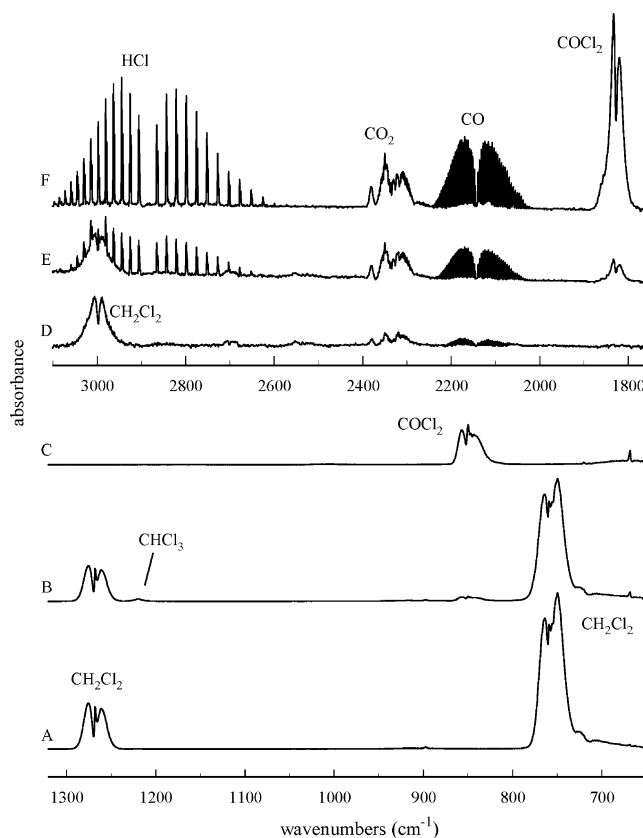 COCl2
HCl
CO2
CO
F
E
CH2Cl2
D
3000 2800 2600 2400 2200 2000 1800
absorbance
COCl2
C
CHCl3
B
CH2Cl2
CH2Cl2
A
1300 1200 1100 1000 900 800 700
wavenumbers (cm-1)